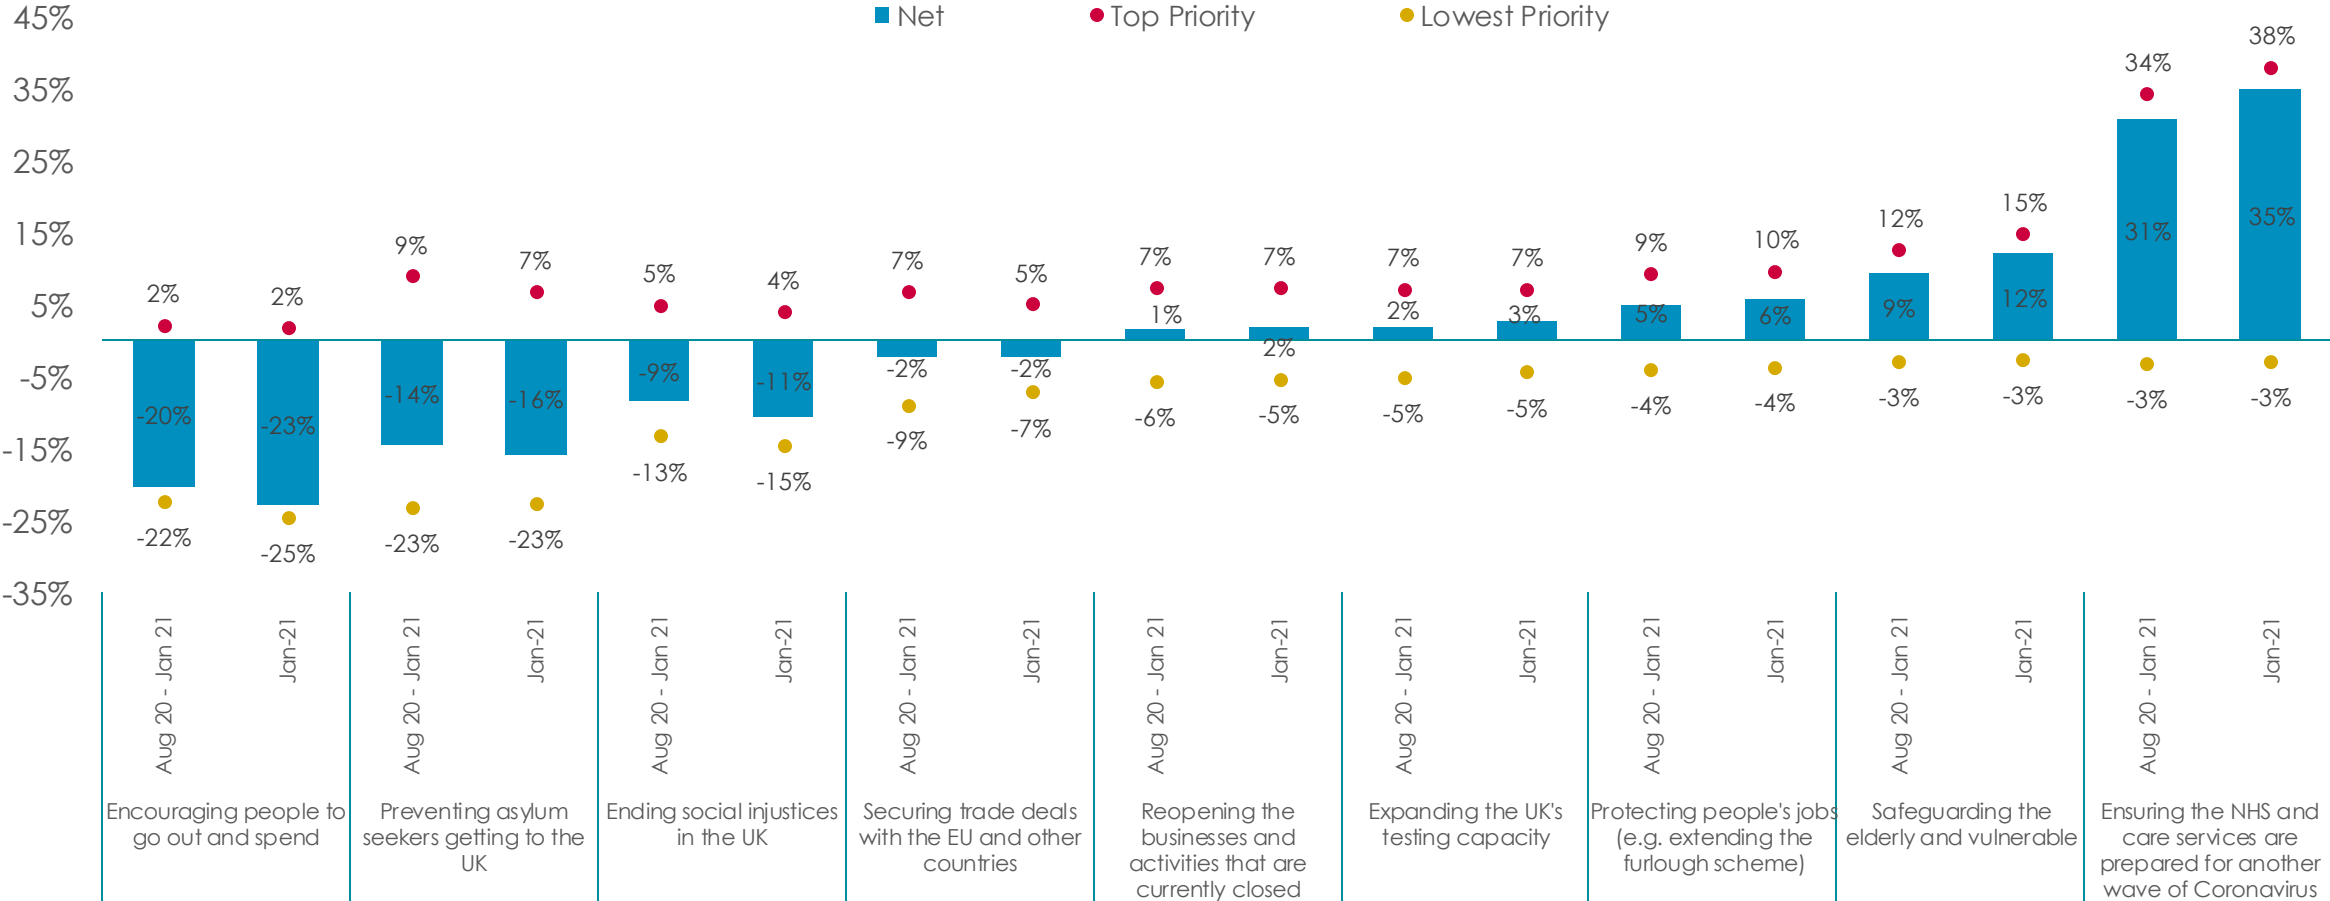 45%
35%
25%
15%
5%
-5%
-15%
-25%
-35%
Net
Top Priority
Lowest Priority
2%
2%
9%
7%
5%
4%
7%
5%
7%
7%
7%
7%
9%
10%
12%
15%
34%
38%
-20%
-23%
-14%
-16%
-9%
-11%
-2%
-2%
1%
2%
2%
3%
5%
6%
9%
12%
31%
35%
-22%
-25%
-23%
-23%
-13%
-15%
-9%
-7%
-6%
-5%
-5%
-5%
-4%
-4%
-3%
-3%
-3%
-3%
Aug 20 - Jan 21
Jan-21
Aug 20 - Jan 21
Jan-21
Aug 20 - Jan 21
Jan-21
Aug 20 - Jan 21
Jan-21
Aug 20 - Jan 21
Jan-21
Aug 20 - Jan 21
Jan-21
Aug 20 - Jan 21
Jan-21
Aug 20 - Jan 21
Jan-21
Aug 20 - Jan 21
Jan-21
Encouraging people to
go out and spend
Preventing asylum
seekers getting to the
UK
Ending social injustices
in the UK
Securing trade deals
with the EU and other
countries
Reopening the
businesses and
activities that are
currently closed
Expanding the UK's
testing capacity
Protecting people's jobs
(e.g. extending the
furlough scheme)
Safeguarding the
elderly and vulnerable
Ensuring the NHS and
care services are
prepared for another
wave of Coronavirus